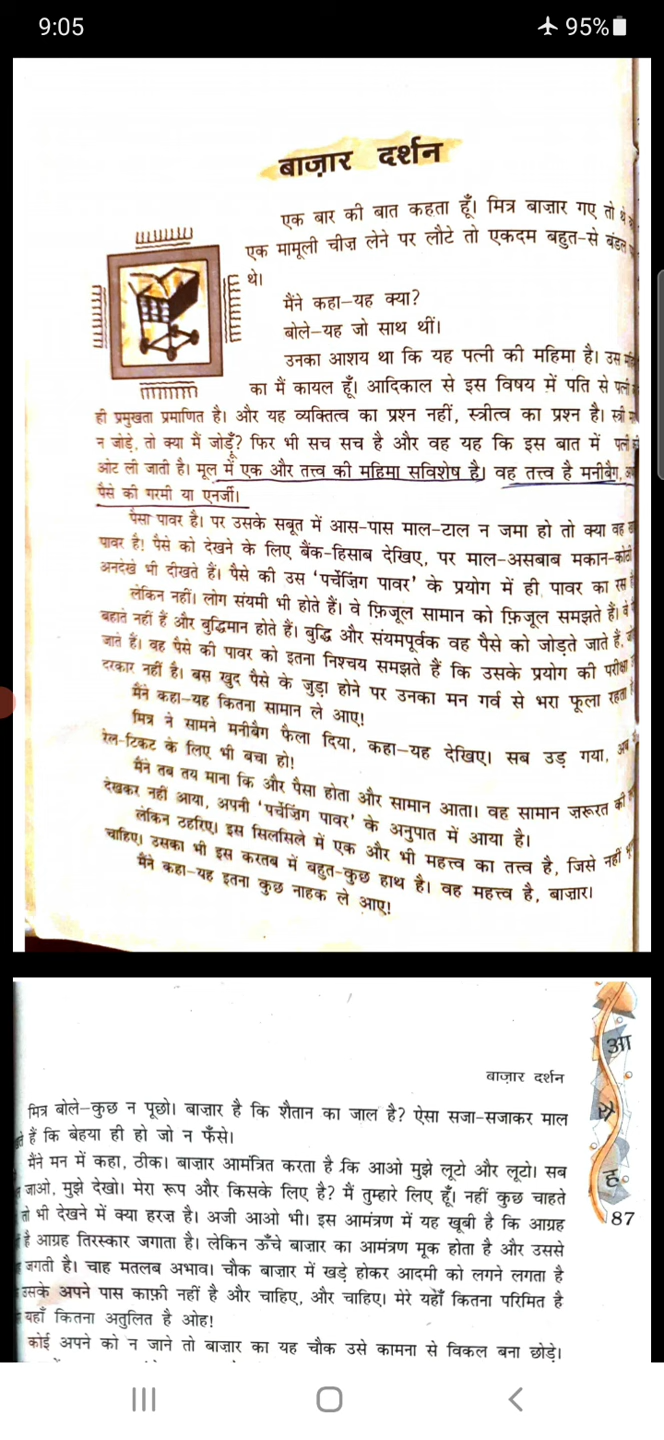 9:05
95%
बाज़ार दर्शन
एक बार की बात कहता हूँ। मित्र बाज़ार गए तो थे
एक मामूली चीज़ लेने पर लौटे तो एकदम बहुत-से बंडल
थे।
मैंने कहा–यह क्या?
बोले–यह जो साथ थीं।
उनका आशय था कि यह पत्नी की महिमा है। उस
का मैं कायल हूँ। आदिकाल से इस विषय में पति से पत्नी
ही प्रमुखता प्रमाणित है। और यह व्यक्तित्व का प्रश्न नहीं, स्त्रीत्व का प्रश्न है। स्त्री
न जोड़े, तो क्या मैं जोड़ूँ? फिर भी सच सच है और वह यह कि इस बात में पत्नी
ओट ली जाती है। मूल में एक और तत्त्व की महिमा सविशेष है। वह तत्त्व है मनीबैग,
पैसे की गरमी या एनर्जी।
पैसा पावर है। पर उसके सबूत में आस-पास माल-टाल न जमा हो तो क्या वह
पावर है! पैसे को देखने के लिए बैंक-हिसाब देखिए, पर माल-असबाब मकान-कोठी
अनदेखे भी दीखते हैं। पैसे की उस 'पर्चेज़िंग पावर' के प्रयोग में ही पावर का रस
लेकिन नहीं। लोग संयमी भी होते हैं। वे फ़िजूल सामान को फ़िजूल समझते हैं। वे
बहाते नहीं हैं और बुद्धिमान होते हैं। बुद्धि और संयमपूर्वक वह पैसे को जोड़ते जाते हैं,
जाते हैं। वह पैसे की पावर को इतना निश्चय समझते हैं कि उसके प्रयोग की परीक्षा
दरकार नहीं है। बस खुद पैसे के जुड़ा होने पर उनका मन गर्व से भरा फूला रहता
मैंने कहा–यह कितना सामान ले आए!
मित्र ने सामने मनीबैग फैला दिया, कहा–यह देखिए। सब उड़ गया,
रेल-टिकट के लिए भी बचा हो!
मैंने तब तय माना कि और पैसा होता और सामान आता। वह सामान ज़रूरत की
देखकर नहीं आया, अपनी 'पर्चेज़िंग पावर' के अनुपात में आया है।
लेकिन ठहरिए। इस सिलसिले में एक और भी महत्त्व का तत्त्व है, जिसे नहीं
चाहिए। उसका भी इस करतब में बहुत-कुछ हाथ है। वह महत्त्व है, बाज़ार।
मैंने कहा–यह इतना कुछ नाहक ले आए!
बाज़ार दर्शन
आ
रो
ह
87
मित्र बोले–कुछ न पूछो। बाज़ार है कि शैतान का जाल है? ऐसा सजा-सजाकर माल
हैं कि बेहया ही हो जो न फँसे।
मैंने मन में कहा, ठीक। बाज़ार आमंत्रित करता है कि आओ मुझे लूटो और लूटो। सब
जाओ, मुझे देखो। मेरा रूप और किसके लिए है? मैं तुम्हारे लिए हूँ। नहीं कुछ चाहते
तो भी देखने में क्या हरज़ है। अजी आओ भी। इस आमंत्रण में यह खूबी है कि आग्रह
है आग्रह तिरस्कार जगाता है। लेकिन ऊँचे बाज़ार का आमंत्रण मूक होता है और उससे
जगती है। चाह मतलब अभाव। चौक बाज़ार में खड़े होकर आदमी को लगने लगता है
उसके अपने पास काफ़ी नहीं है और चाहिए, और चाहिए। मेरे यहाँ कितना परिमित है
यहाँ कितना अतुलित है ओह!
कोई अपने को न जाने तो बाज़ार का यह चौक उसे कामना से विकल बना छोड़े।